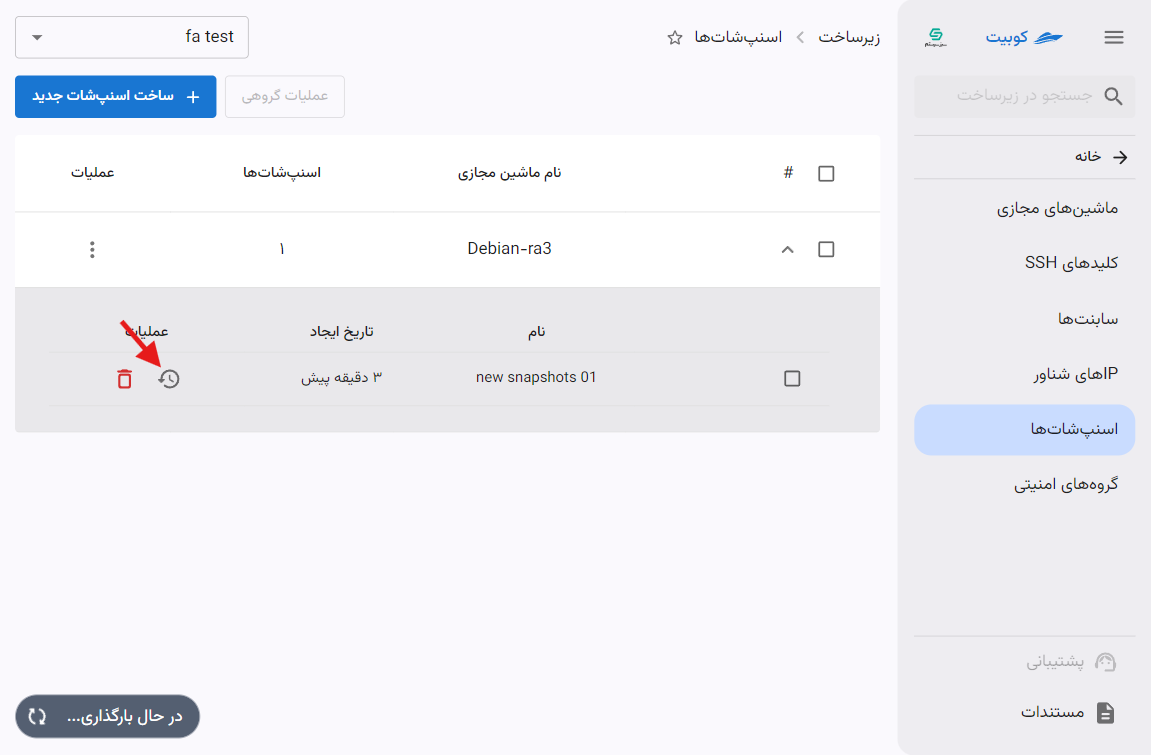 کوبیت
جستجو در زیرساخت
خانه
ماشین‌های مجازی
کلیدهای SSH
سابنت‌ها
IPهای شناور
اسنپ‌شات‌ها
گروه‌های امنیتی
پشتیبانی
مستندات
زیرساخت
اسنپ‌شات‌ها
fa test
عملیات گروهی
ساخت اسنپ‌شات جدید
# نام ماشین مجازی اسنپ‌شات‌ها عملیات
Debian-ra3 ۱
نام تاریخ ایجاد عملیات
new snapshots 01 ۳ دقیقه پیش
در حال بارگذاری...